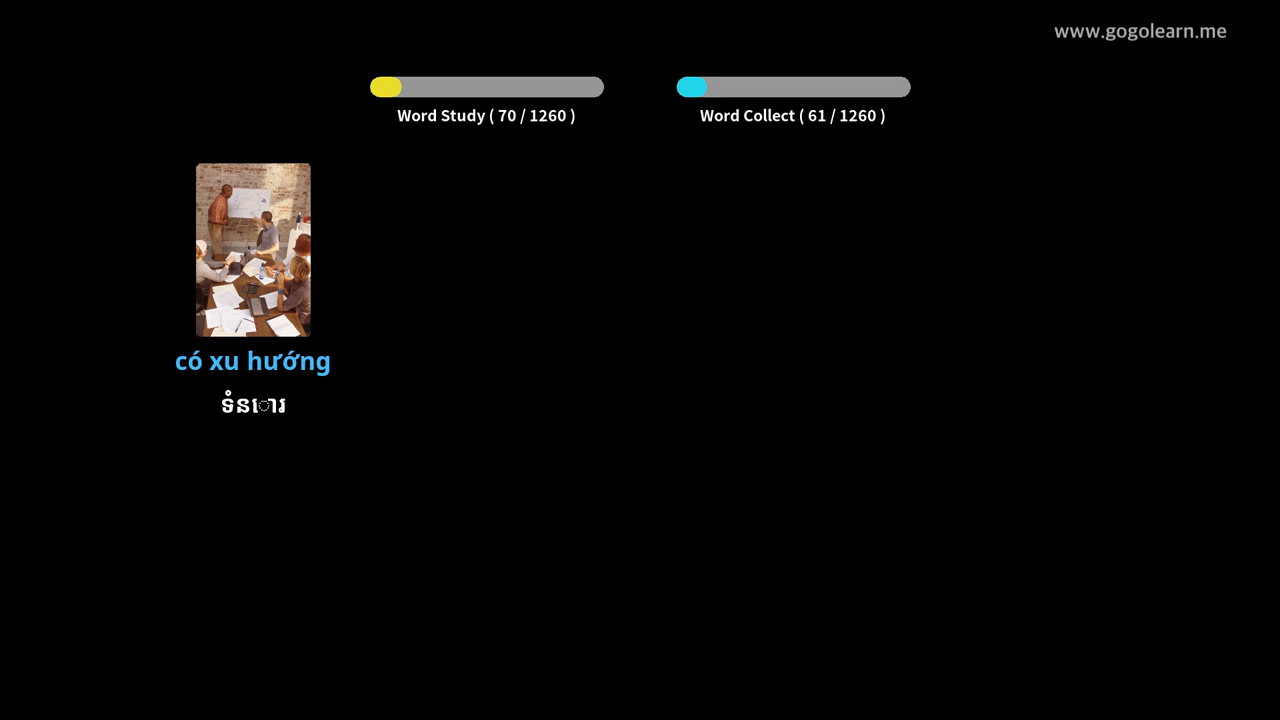 www.gogolearn.me
Word Study ( 70 / 1260 )
Word Collect ( 61 / 1260 )
có xu hướng
ទំនោរ